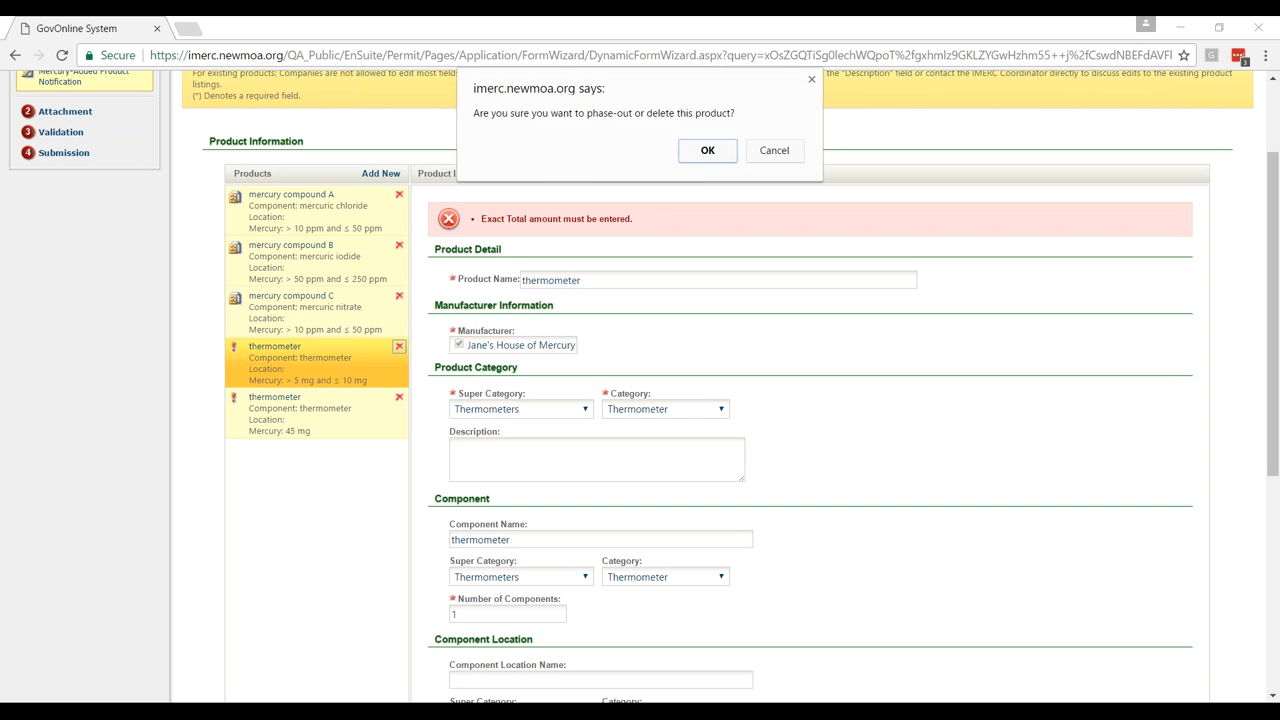 GovOnline System
Secure
https://imerc.newmoa.org/QA_Public/EnSuite/Permit/Pages/Application/FormWizard/DynamicFormWizard.aspx?query=xOsZGQTiSg0lechWQpoT%2fgxhmlz9GKLZYGwHzhm55++j%2fCswdNBEFdAVFl
3
Mercury-Added Product
Notification
2 Attachment
3 Validation
4 Submission
For existing products: Companies are not allowed to edit most field
the "Description" field or contact the IMERC Coordinator directly to discuss edits to the existing product
listings.
(*) Denotes a required field.
imerc.newmoa.org says:
Are you sure you want to phase-out or delete this product?
OK
Cancel
Product Information
Products
Add New
Product I
mercury compound A
Component: mercuric chloride
Location:
Mercury: > 10 ppm and ≤ 50 ppm
mercury compound B
Component: mercuric iodide
Location:
Mercury: > 50 ppm and ≤ 250 ppm
mercury compound C
Component: mercuric nitrate
Location:
Mercury: > 10 ppm and ≤ 50 ppm
thermometer
Component: thermometer
Location:
Mercury: > 5 mg and ≤ 10 mg
thermometer
Component: thermometer
Location:
Mercury: 45 mg
• Exact Total amount must be entered.
Product Detail
* Product Name: thermometer
Manufacturer Information
* Manufacturer:
Jane's House of Mercury
Product Category
* Super Category: * Category:
Thermometers Thermometer
Description:
Component
Component Name:
thermometer
Super Category: Category:
Thermometers Thermometer
* Number of Components:
1
Component Location
Component Location Name:
Super Category: Category: